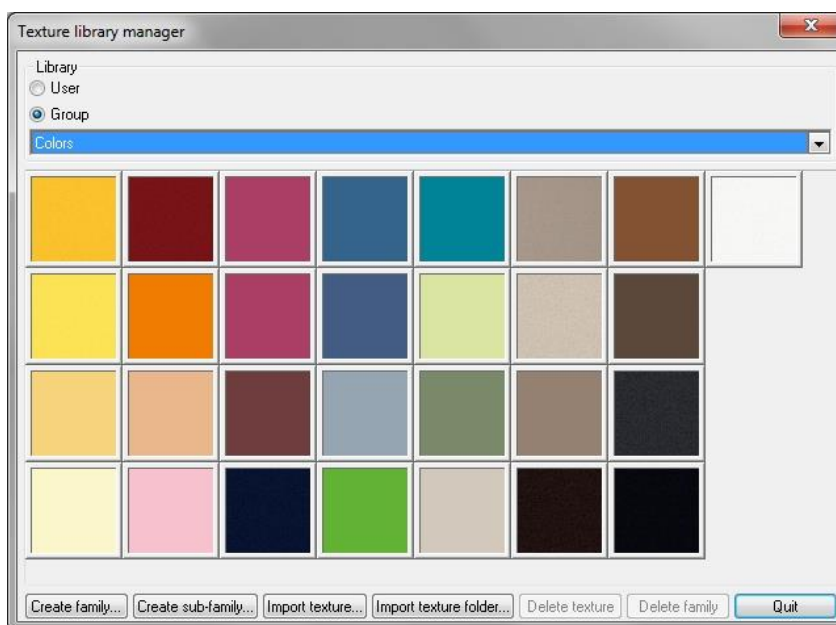 Texture library manager
Library
User
Group
Colors
Create family... Create sub-family... Import texture... Import texture folder... Delete texture Delete family Quit